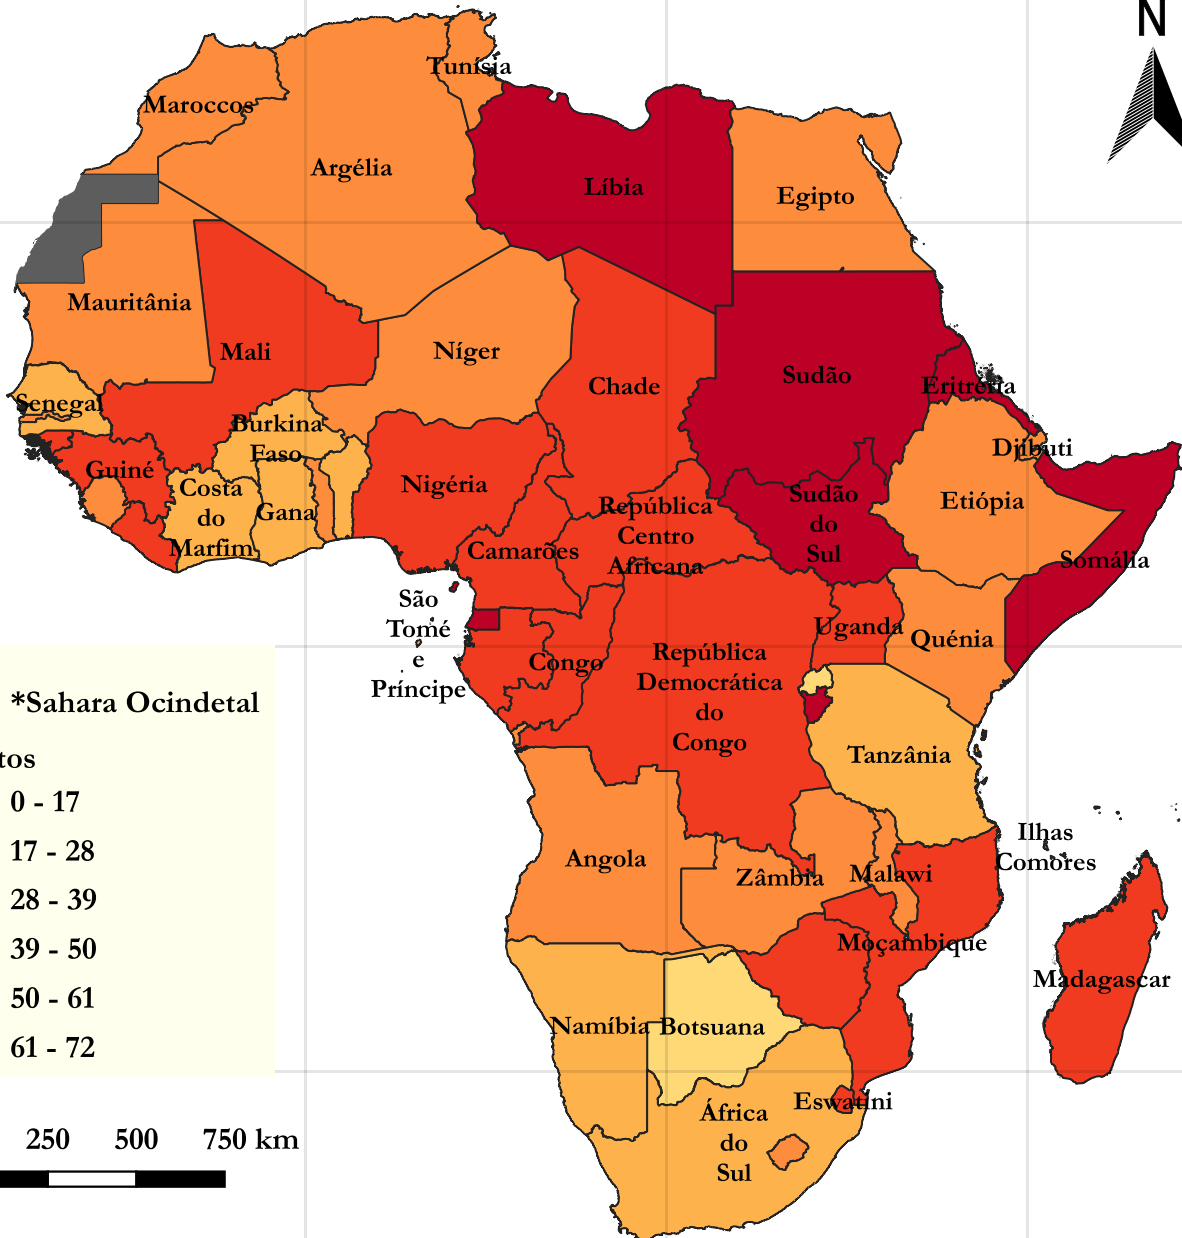 N
Tunísia
Maroccos
Argélia
Líbia
Egipto
Mauritânia
Mali
Níger
Chade
Sudão
Eritreia
Senegal
Burkina
Faso
Djibuti
Guiné
Nigéria
Costa
do
Marfim
Gana
Sudão
do
Sul
Etiópia
República
Centro
Africana
Camarões
Somália
São
Tomé
e
Príncipe
Uganda
Quénia
Congo
República
Democrática
do
Congo
*Sahara Ocindetal
tos
0 - 17
17 - 28
28 - 39
39 - 50
50 - 61
61 - 72
Tanzânia
Ilhas
Comores
Angola
Zâmbia
Malawi
Moçambique
Madagascar
Namíbia
Botsuana
Eswatini
África
do
Sul
250 500 750 km